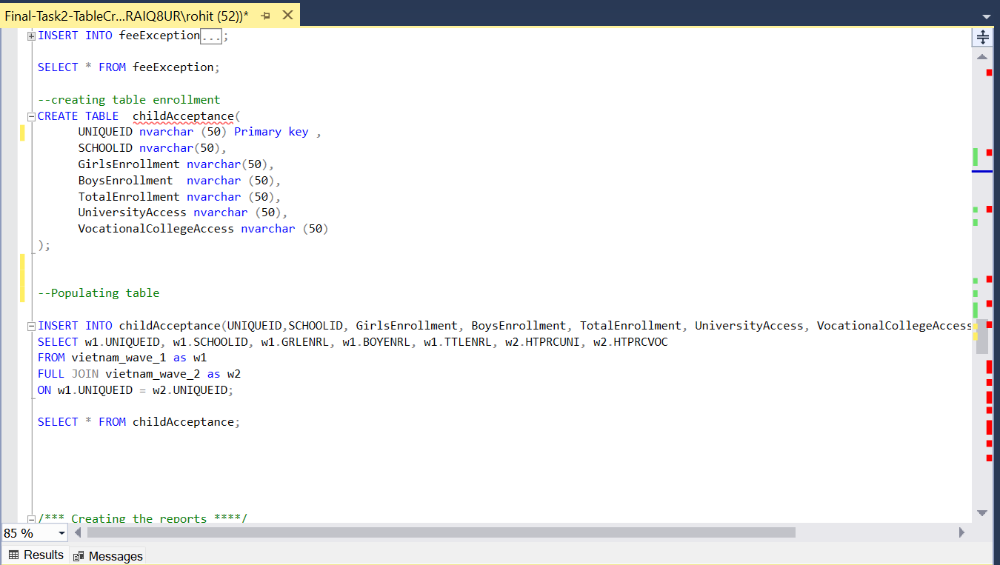 Final-Task2-TableCr...RAIQ8UR\rohit (52))*
INSERT INTO feeException...;
SELECT * FROM feeException;
--creating table enrollment
CREATE TABLE  childAcceptance(
UNIQUEID nvarchar (50) Primary key ,
SCHOOLID nvarchar(50),
GirlsEnrollment nvarchar(50),
BoysEnrollment  nvarchar (50),
TotalEnrollment nvarchar (50),
UniversityAccess nvarchar (50),
VocationalCollegeAccess nvarchar (50)
);
--Populating table
INSERT INTO childAcceptance(UNIQUEID,SCHOOLID, GirlsEnrollment, BoysEnrollment, TotalEnrollment, UniversityAccess, VocationalCollegeAccess
SELECT w1.UNIQUEID, w1.SCHOOLID, w1.GRLENRL, w1.BOYENRL, w1.TTLENRL, w2.HTPRCUNI, w2.HTPRCVOC
FROM vietnam_wave_1 as w1
FULL JOIN vietnam_wave_2 as w2
ON w1.UNIQUEID = w2.UNIQUEID;
SELECT * FROM childAcceptance;
/*** Creating the reports ****/
85 %
Results Messages